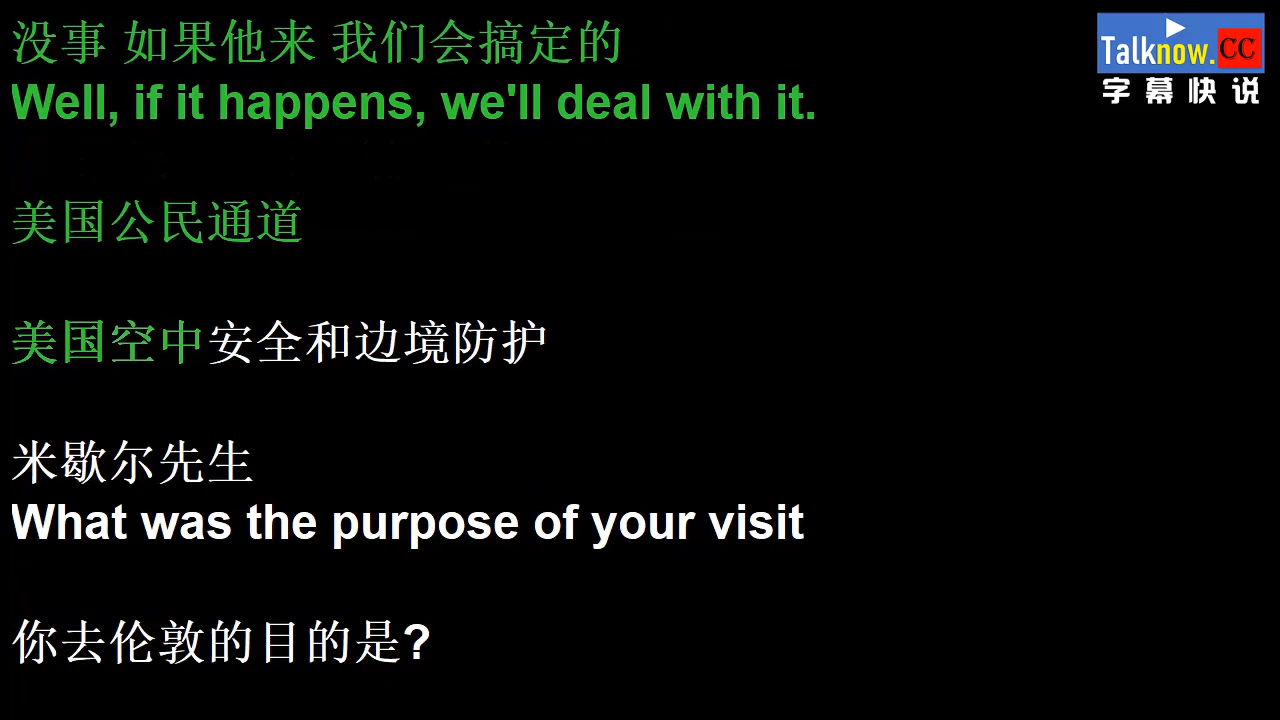 没事 如果他来 我们会搞定的
Well, if it happens, we'll deal with it.
美国公民通道
美国空中安全和边境防护
米歇尔先生
What was the purpose of your visit
你去伦敦的目的是?
Talknow.CC
字幕快说